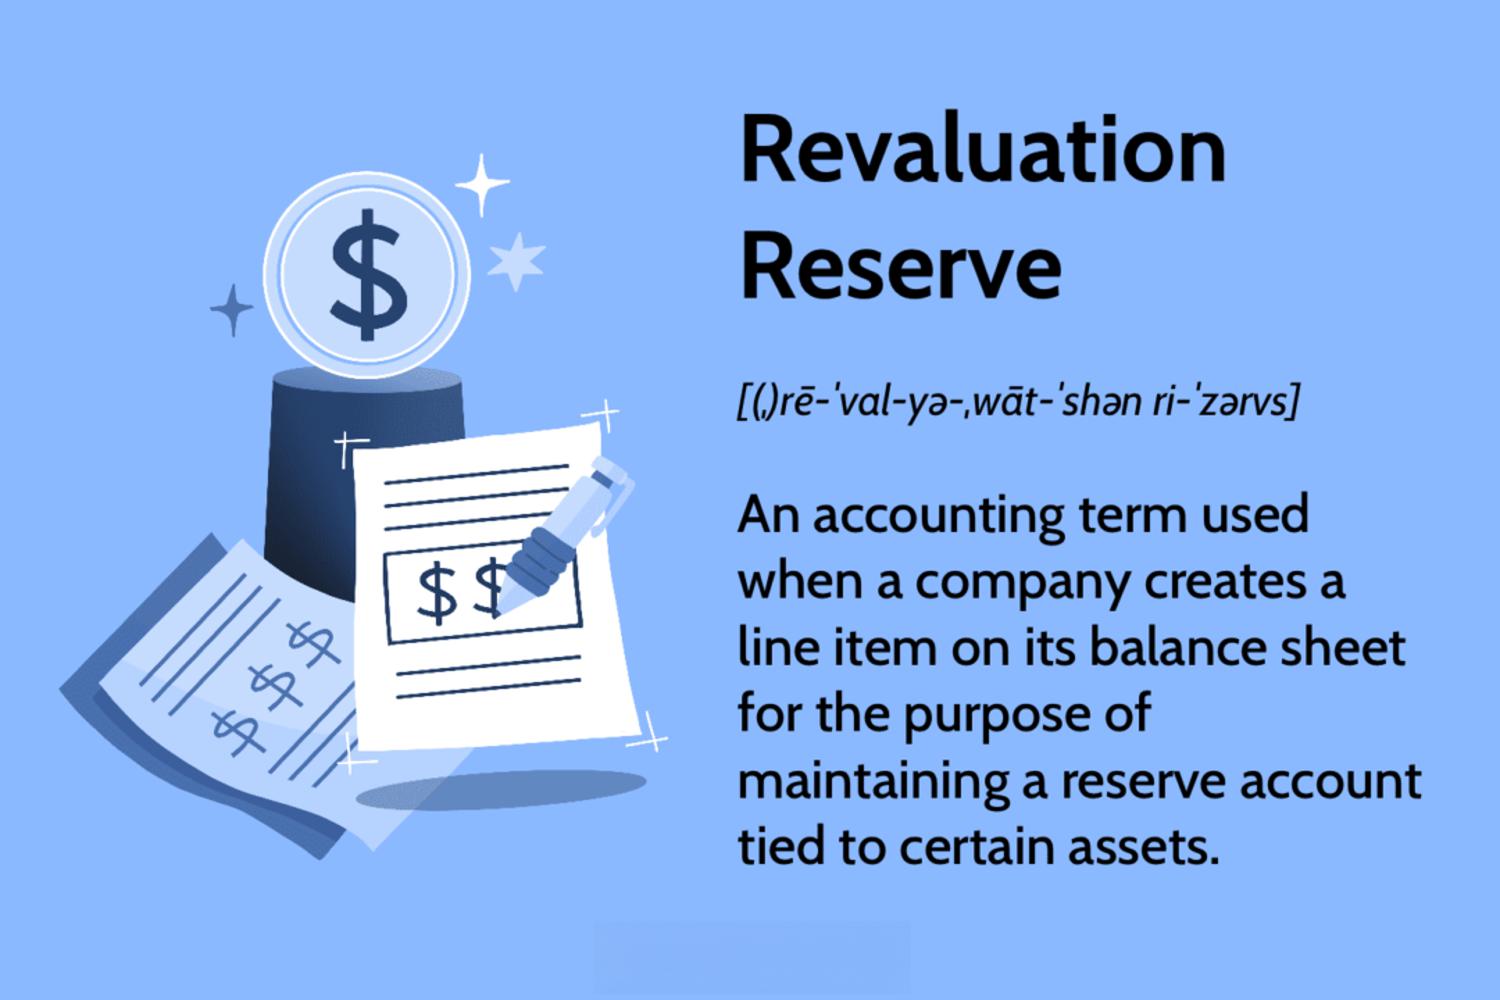 Revaluation
Reserve
[(ˌ)rē-ˈval-yə-ˌwāt-ˈshən ri-ˈzərvs]
An accounting term used
when a company creates a
line item on its balance sheet
for the purpose of
maintaining a reserve account
tied to certain assets.
$
$ $
$
$
$